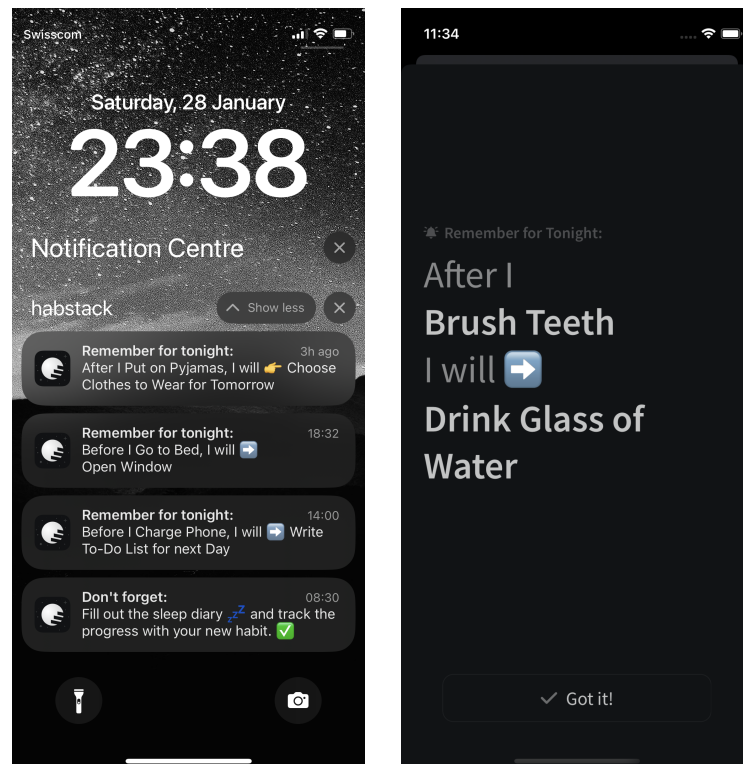 Swisscom
Saturday, 28 January
23:38
Notification Centre
habstack
Show less
Remember for tonight: 3h ago
After I Put on Pyjamas, I will 👉 Choose
Clothes to Wear for Tomorrow
Remember for tonight: 18:32
Before I Go to Bed, I will ➡️
Open Window
Remember for tonight: 14:00
Before I Charge Phone, I will ➡️ Write
To-Do List for next Day
Don't forget: 08:30
Fill out the sleep diary 💤 and track the
progress with your new habit. ✅
11:34
Remember for Tonight:
After I
Brush Teeth
I will ➡️
Drink Glass of
Water
Got it!